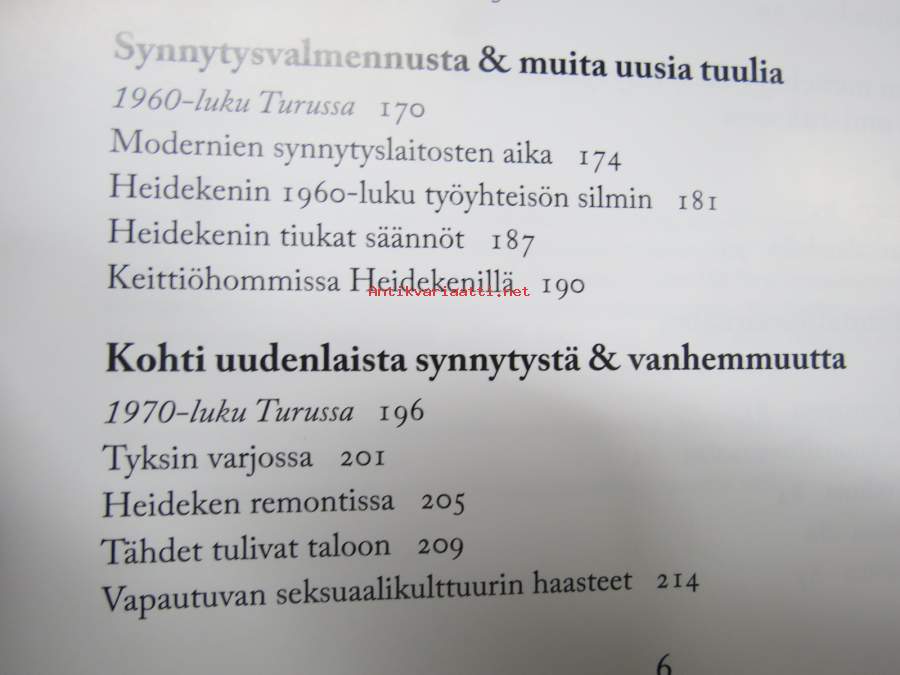 Synnytysvalmennusta & muita uusia tuulia
1960-luku Turussa 170
Modernien synnytyslaitosten aika 174
Heidekenin 1960-luku työyhteisön silmin 181
Heidekenin tiukat säännöt 187
Keittiöhommissa Heidekenillä 190
Antikvariaatti.net
Kohti uudenlaista synnytystä & vanhemmuutta
1970-luku Turussa 196
Tyksin varjossa 201
Heideken remontissa 205
Tähdet tulivat taloon 209
Vapautuvan seksuaalikulttuurin haasteet 214
6